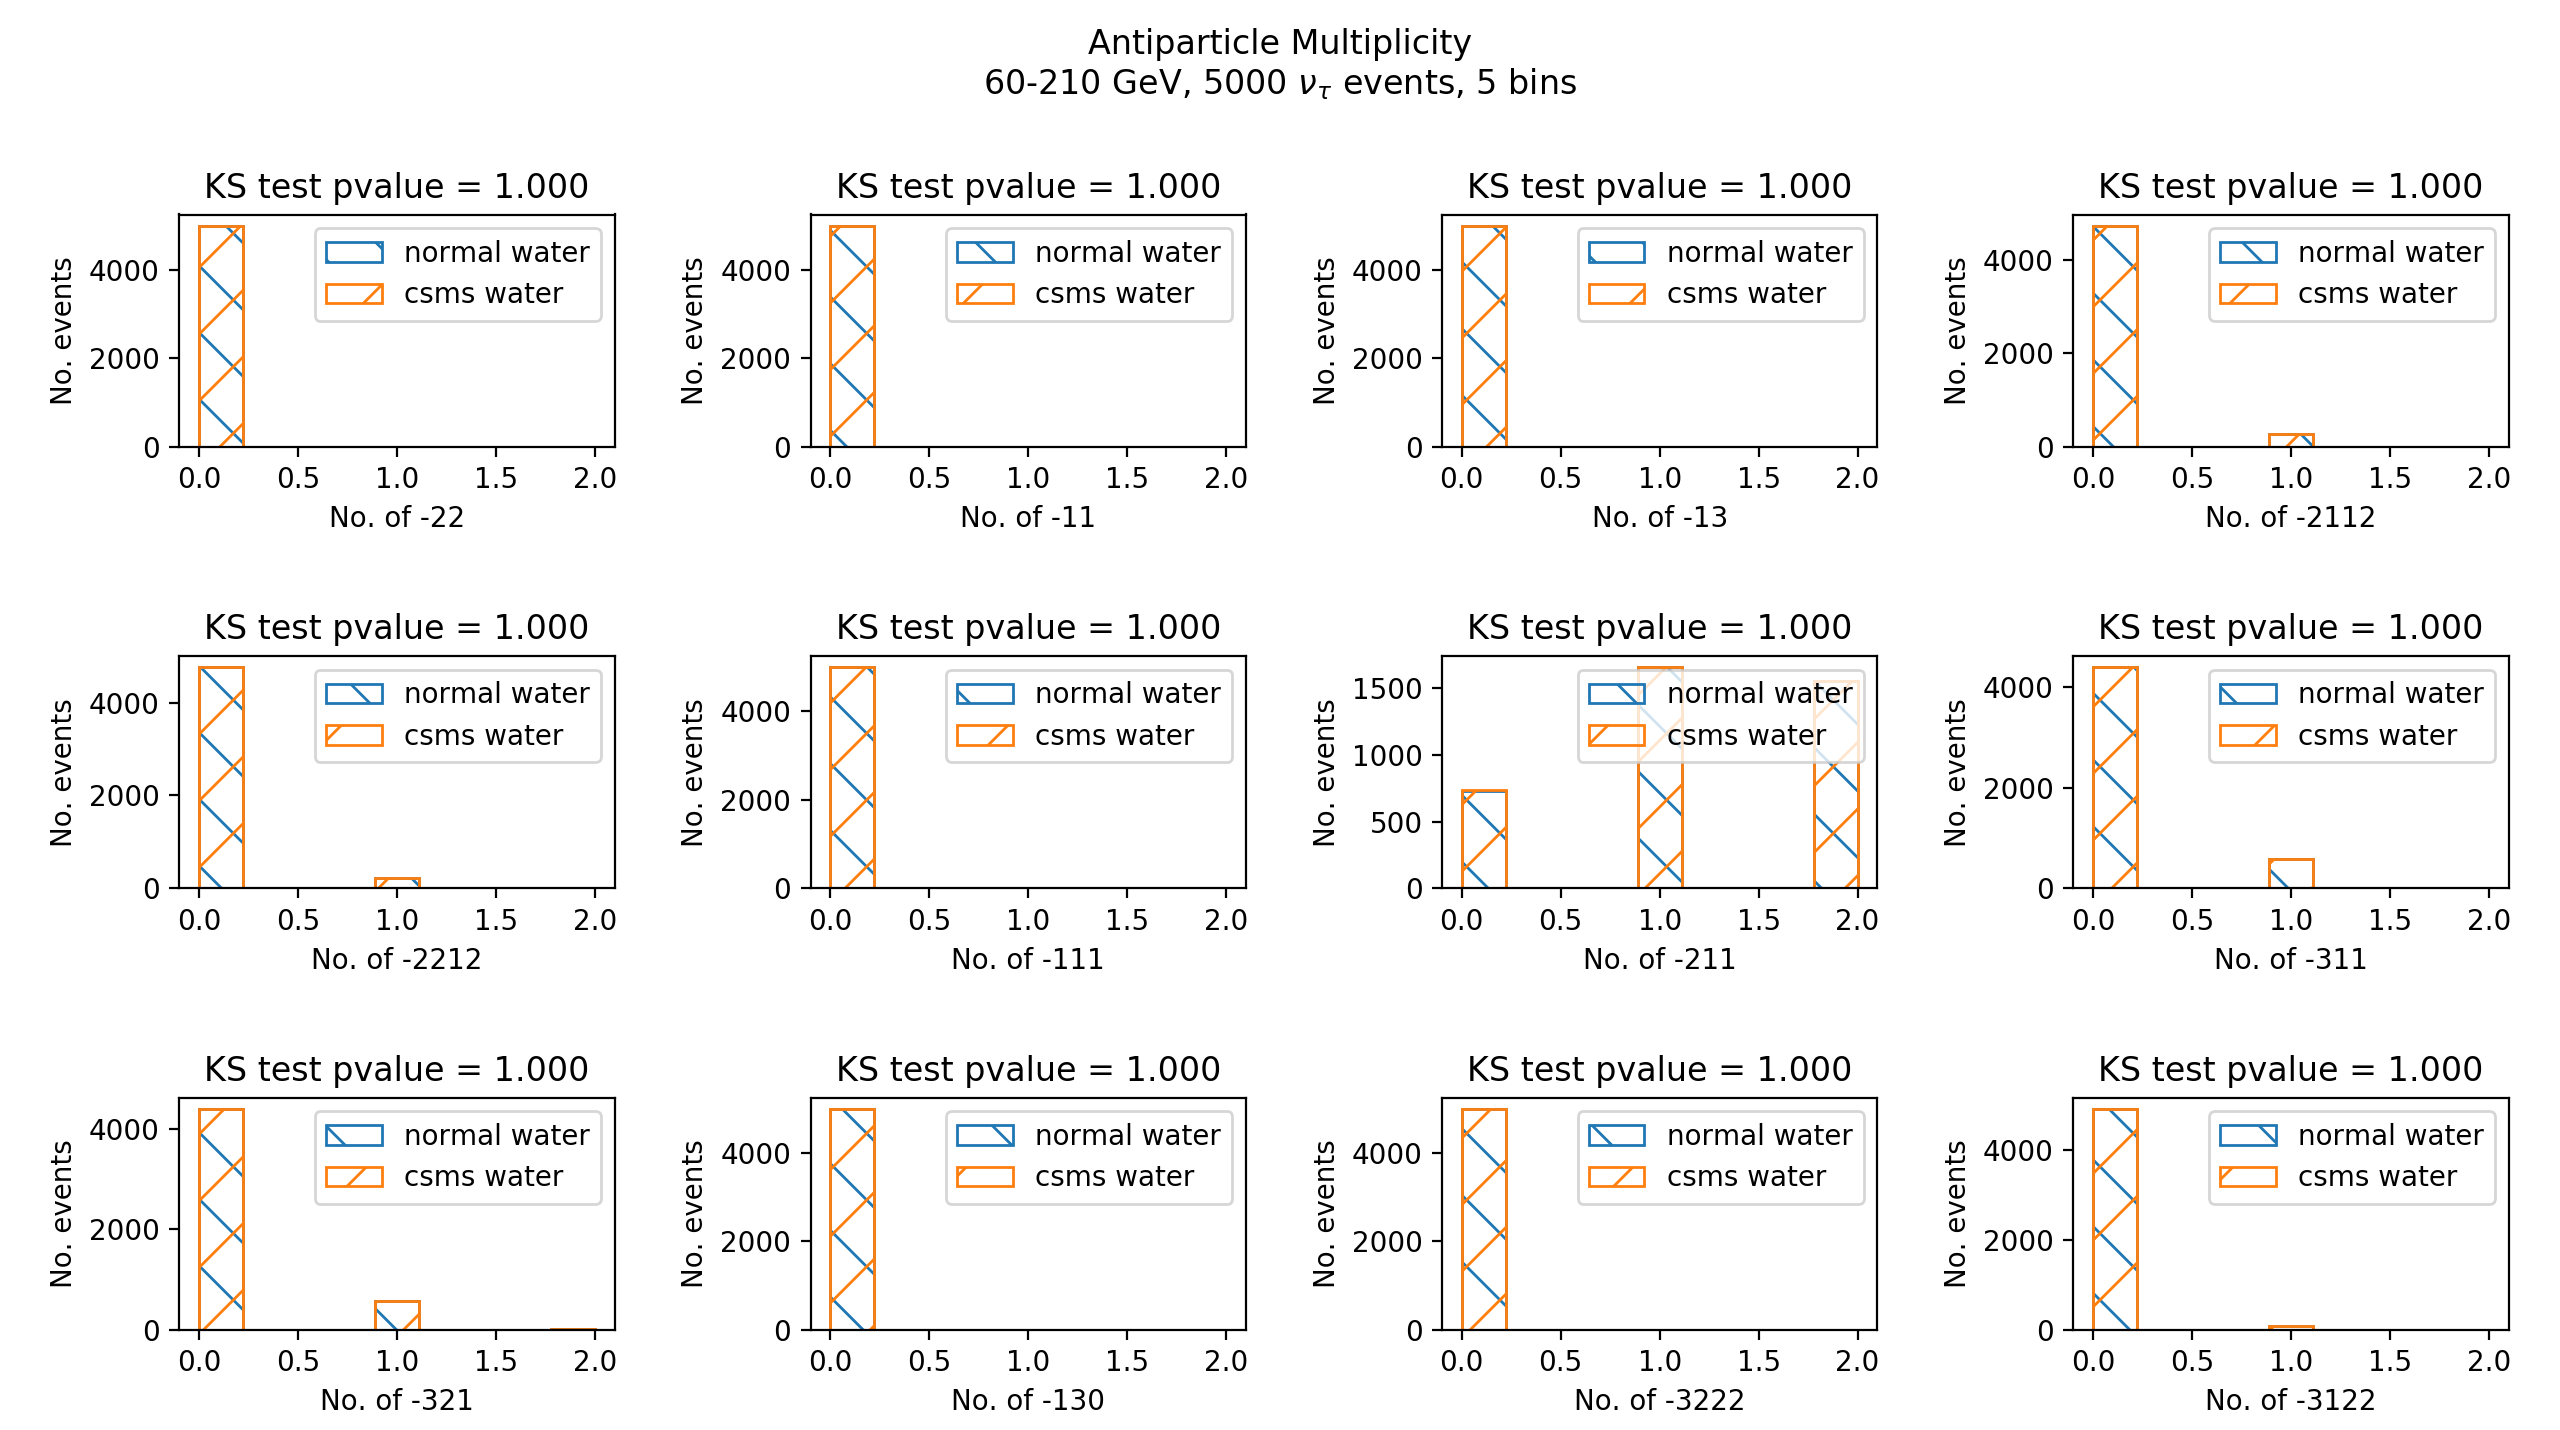 Antiparticle Multiplicity
60-210 GeV, 5000 ν_τ events, 5 bins
KS test pvalue = 1.000
No. events
4000
2000
0
normal water
csms water
0.0 0.5 1.0 1.5 2.0
No. of -22
KS test pvalue = 1.000
No. events
4000
2000
0
normal water
csms water
0.0 0.5 1.0 1.5 2.0
No. of -11
KS test pvalue = 1.000
No. events
4000
2000
0
normal water
csms water
0.0 0.5 1.0 1.5 2.0
No. of -13
KS test pvalue = 1.000
No. events
4000
2000
0
normal water
csms water
0.0 0.5 1.0 1.5 2.0
No. of -2112
KS test pvalue = 1.000
No. events
4000
2000
0
normal water
csms water
0.0 0.5 1.0 1.5 2.0
No. of -2212
KS test pvalue = 1.000
No. events
4000
2000
0
normal water
csms water
0.0 0.5 1.0 1.5 2.0
No. of -111
KS test pvalue = 1.000
No. events
1500
1000
500
0
normal water
csms water
0.0 0.5 1.0 1.5 2.0
No. of -211
KS test pvalue = 1.000
No. events
4000
2000
0
normal water
csms water
0.0 0.5 1.0 1.5 2.0
No. of -311
KS test pvalue = 1.000
No. events
4000
2000
0
normal water
csms water
0.0 0.5 1.0 1.5 2.0
No. of -321
KS test pvalue = 1.000
No. events
4000
2000
0
normal water
csms water
0.0 0.5 1.0 1.5 2.0
No. of -130
KS test pvalue = 1.000
No. events
4000
2000
0
normal water
csms water
0.0 0.5 1.0 1.5 2.0
No. of -3222
KS test pvalue = 1.000
No. events
4000
2000
0
normal water
csms water
0.0 0.5 1.0 1.5 2.0
No. of -3122